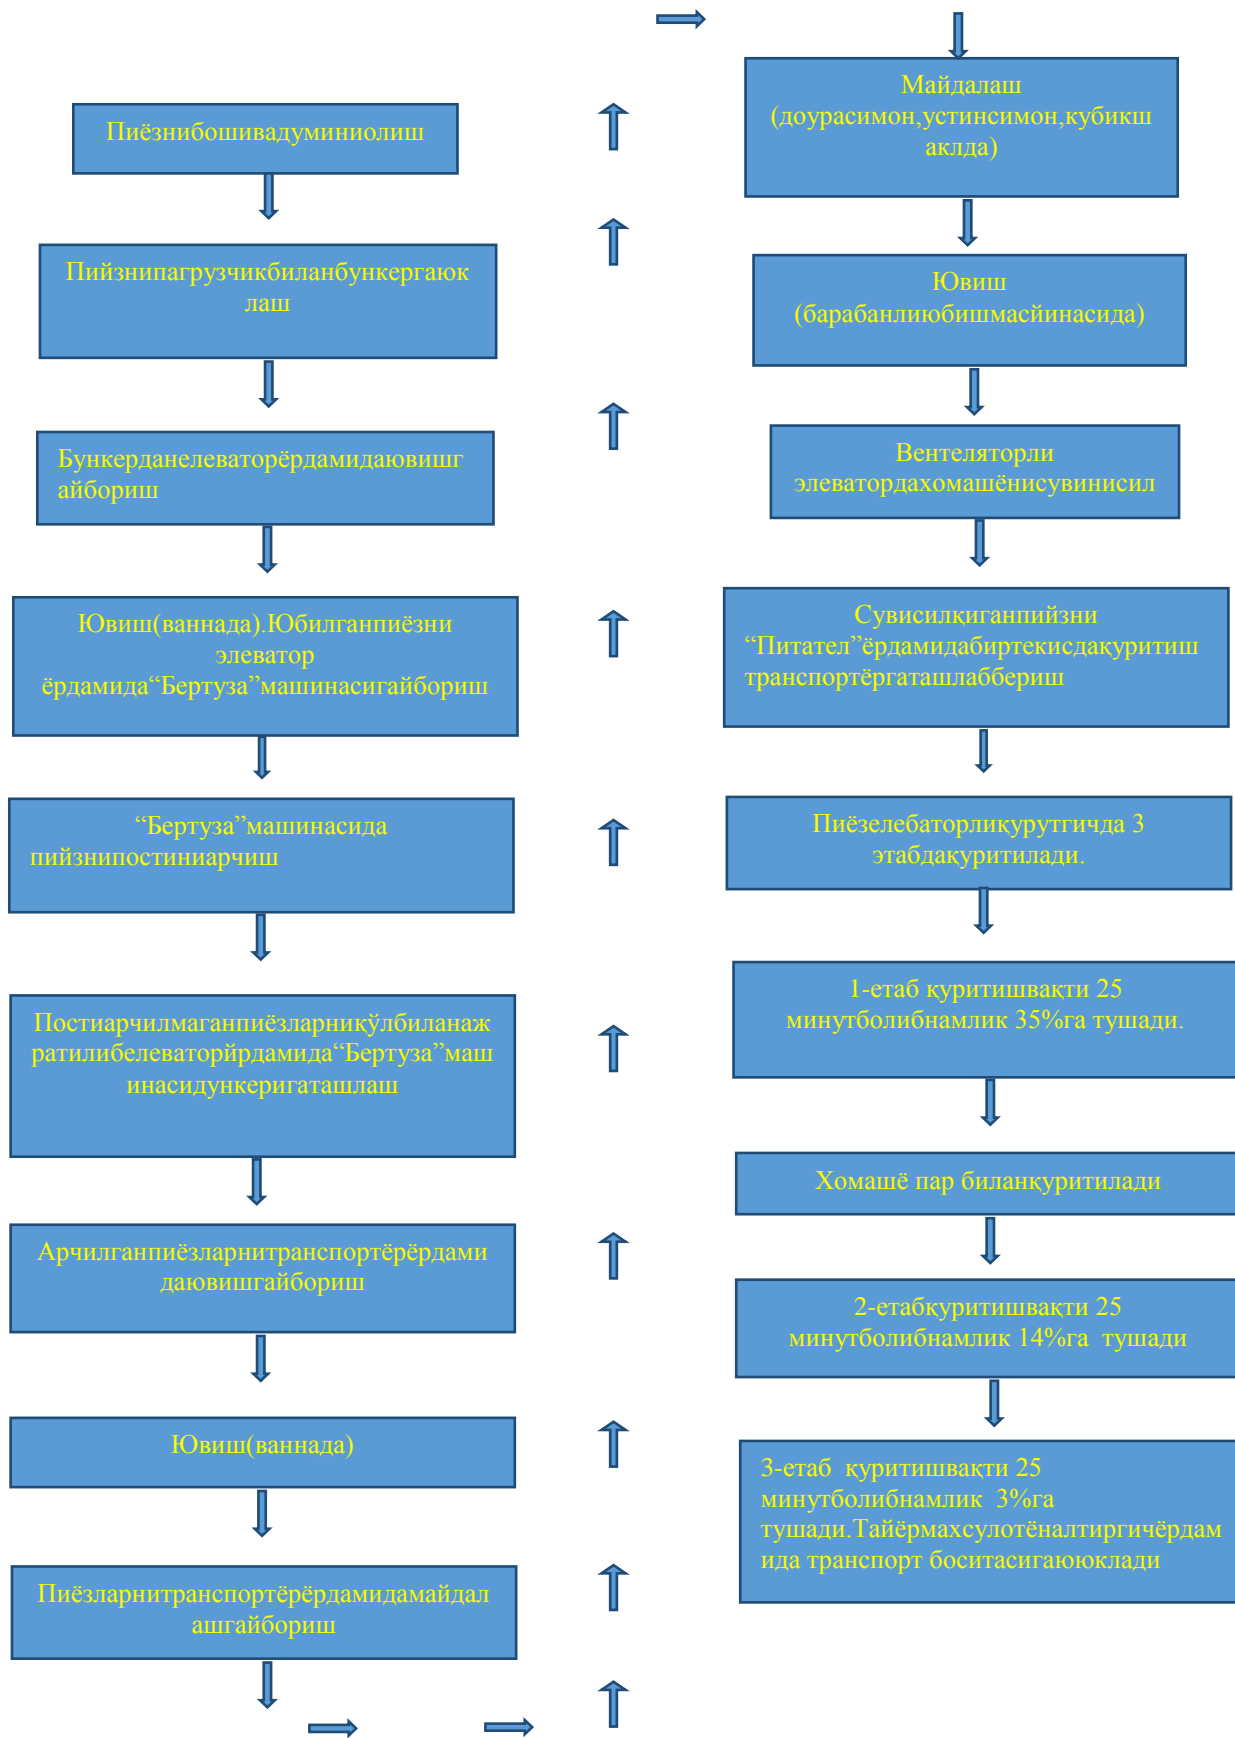 Пиёзнибошивадуминиолиш
Пийзнипагрузчикбиланбункергаюк
лаш
Бункерданелеваторёрдамидаювишг
айбориш
Ювиш(ваннада).Юбилганпиёзни
элеватор
ёрдамида“Бертуза”машинасигайбориш
“Бертуза”машинасида
пийзнипостиниарчиш
Постиарчилмаганпиёзларниқўлбиланаж
ратилибелеваторйрдамида“Бертуза”маш
инасидункеригаташлаш
Арчилганпиёзларнитранспортёрёрдами
даювишгайбориш
Ювиш(ваннада)
Пиёзларнитранспортёрёрдамидамайдал
ашгайбориш
Майдалаш
(доурасимон,устинсимон,кубикш
аклда)
Ювиш
(барабанлиюбишмасйинасида)
Вентеляторли
элеватордахомашёнисувинисил
Сувисилқиганпийзни
“Питател”ёрдамидабиртекисдақуритиш
транспортёргаташлаббериш
Пиёзелебаторлиқурутгичда 3
этабдақуритилади.
1-етаб қуритишвақти 25
минутболибнамлик 35%га тушади.
Хомашё пар биланқуритилади
2-етабқуритишвақти 25
минутболибнамлик 14%га тушади
3-етаб қуритишвақти 25
минутболибнамлик 3%га
тушади.Тайёрмахсулотёналтиргичёрдам
ида транспорт боситасигаююклади